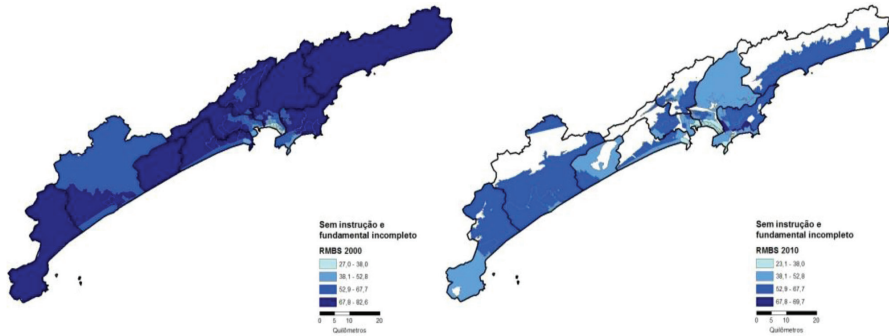 Sem instrução e
fundamental incompleto
RMBS 2000
27,0 - 38,0
38,1 - 52,8
52,9 - 67,7
67,8 - 82,6
0 5 10 20
Quilômetros
Sem instrução e
fundamental incompleto
RMBS 2010
23,1 - 38,0
38,1 - 52,8
52,9 - 67,7
67,8 - 69,7
0 5 10 20
Quilômetros